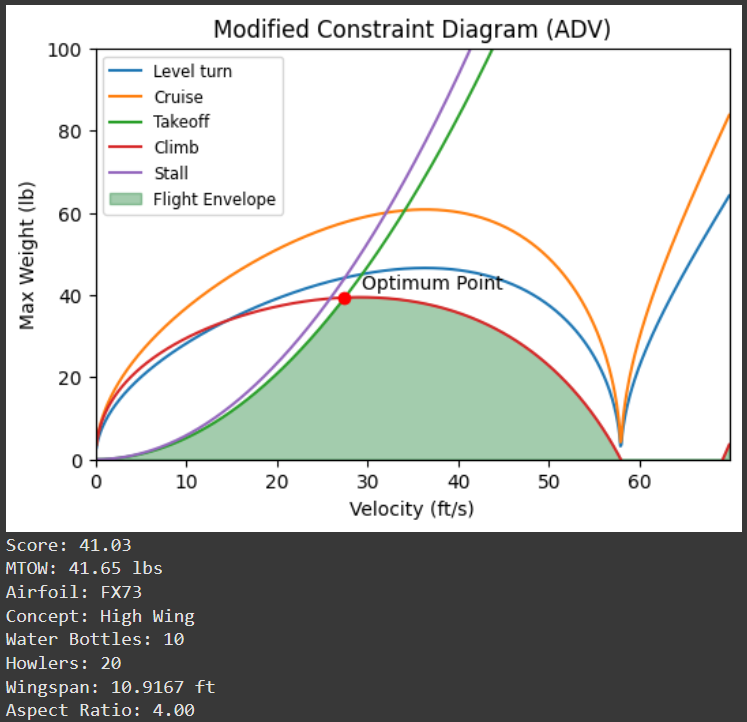 Modified Constraint Diagram (ADV)
Max Weight (lb)
100
80
60
40
20
0
Level turn
Cruise
Takeoff
Climb
Stall
Flight Envelope
Optimum Point
0 10 20 30 40 50 60
Velocity (ft/s)
Score: 41.03
MTOW: 41.65 lbs
Airfoil: FX73
Concept: High Wing
Water Bottles: 10
Howlers: 20
Wingspan: 10.9167 ft
Aspect Ratio: 4.00